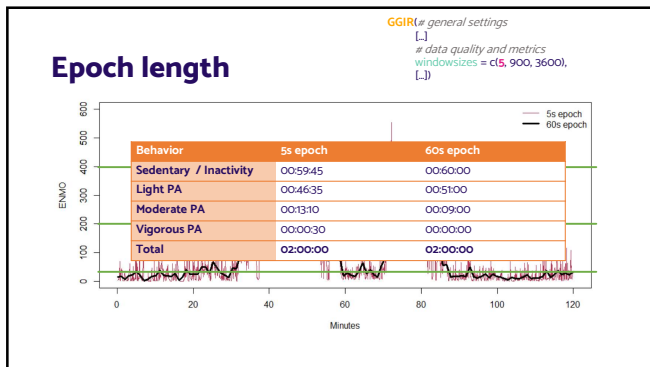 GGIR(# general settings
[...]
# data quality and metrics
windowsizes = c(5, 900, 3600),
[...])
Epoch length
600
500
400
300
200
100
0
ENMO
5s epoch
60s epoch
Behavior 5s epoch 60s epoch
Sedentary / Inactivity 00:59:45 00:60:00
Light PA 00:46:35 00:51:00
Moderate PA 00:13:10 00:09:00
Vigorous PA 00:00:30 00:00:00
Total 02:00:00 02:00:00
0 20 40 60 80 100 120
Minutes